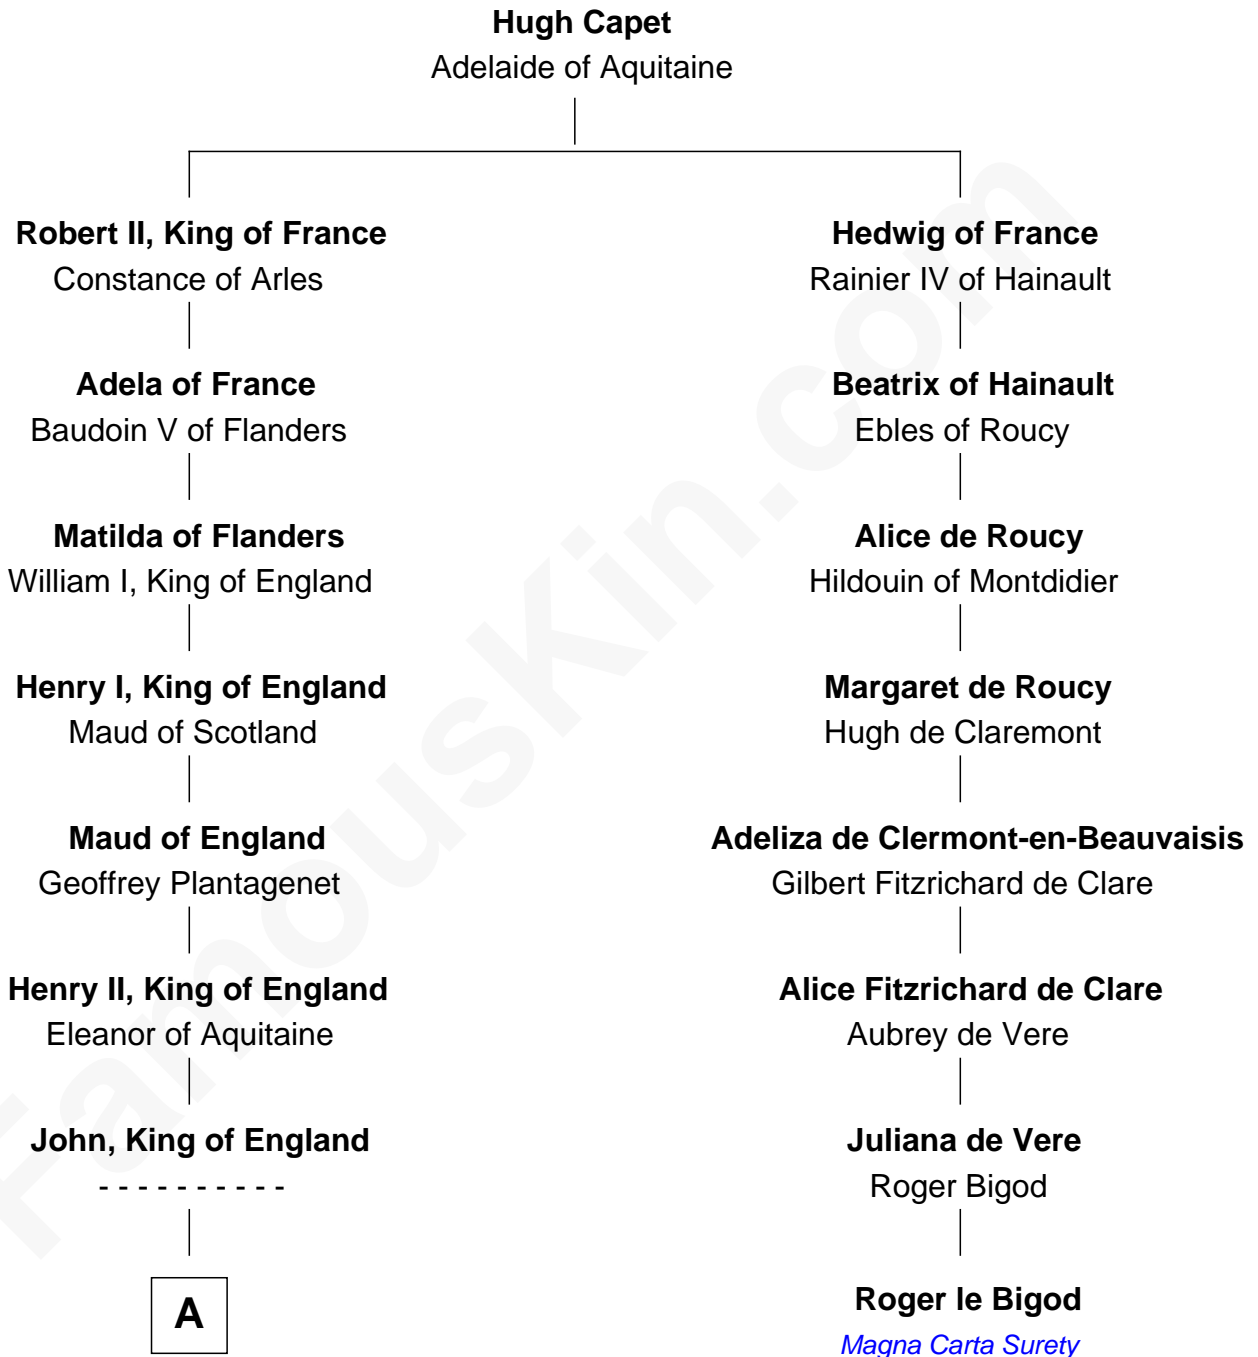 Hugh Capet
Adelaide of Aquitaine
Robert II, King of France
Constance of Arles
Hedwig of France
Rainier IV of Hainault
Adela of France
Baudoin V of Flanders
Beatrix of Hainault
Ebles of Roucy
Matilda of Flanders
William I, King of England
Alice de Roucy
Hildouin of Montdidier
Henry I, King of England
Maud of Scotland
Margaret de Roucy
Hugh de Claremont
Maud of England
Geoffrey Plantagenet
Adeliza de Clermont-en-Beauvaisis
Gilbert Fitzrichard de Clare
Henry II, King of England
Eleanor of Aquitaine
Alice Fitzrichard de Clare
Aubrey de Vere
John, King of England
- - - - - - - - - -
Juliana de Vere
Roger Bigod
A
Roger le Bigod
Magna Carta Surety
FamousKin.com